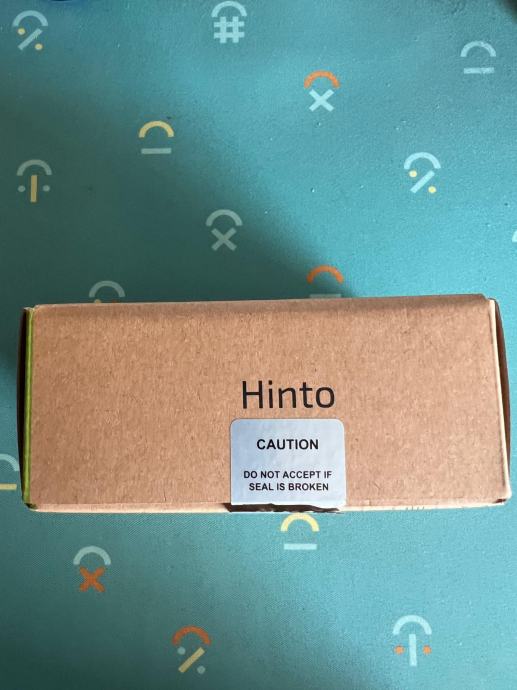 Hinto
CAUTION
DO NOT ACCEPT IF
SEAL IS BROKEN